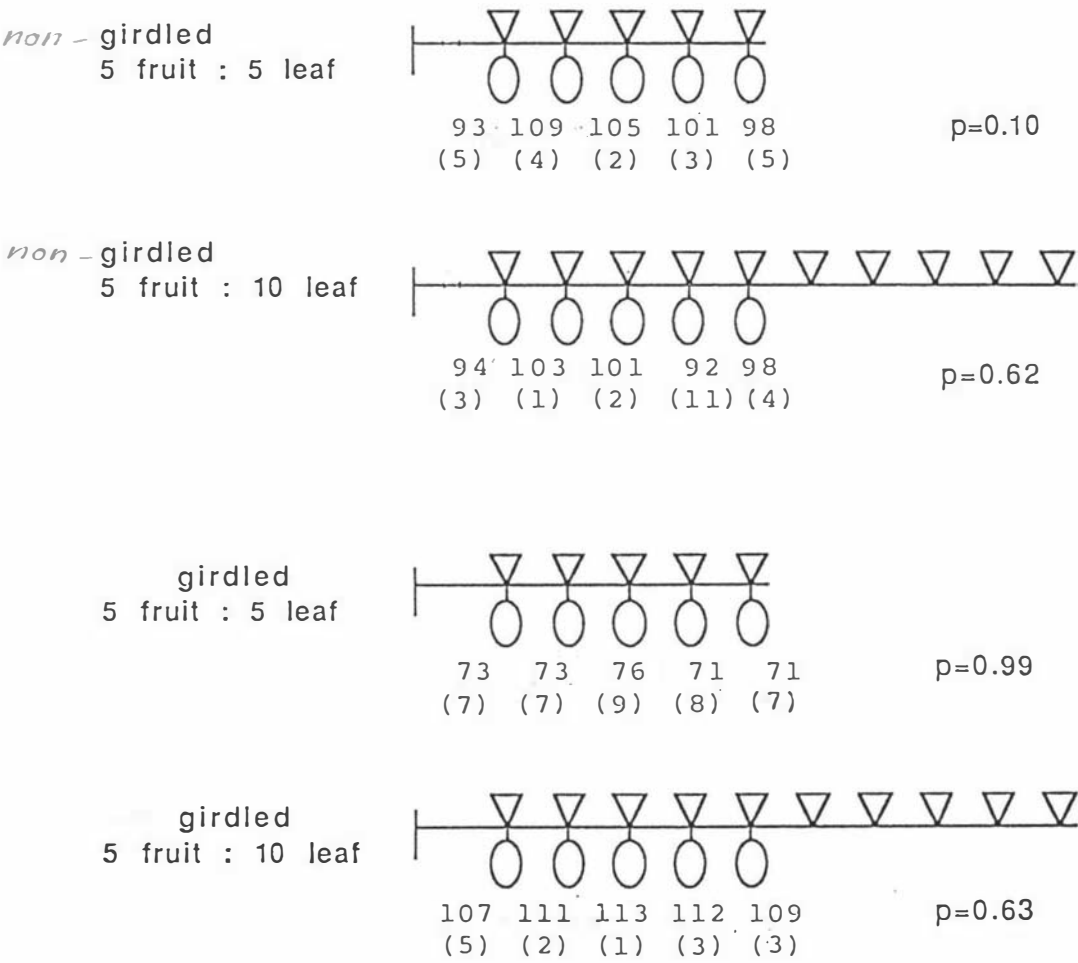 non - girdled
5 fruit : 5 leaf
93 109 105 101 98
(5) (4) (2) (3) (5)
p=0.10
non - girdled
5 fruit : 10 leaf
94 103 101 92 98
(3) (1) (2) (11) (4)
p=0.62
girdled
5 fruit : 5 leaf
73 73 76 71 71
(7) (7) (9) (8) (7)
p=0.99
girdled
5 fruit : 10 leaf
107 111 113 112 109
(5) (2) (1) (3) (3)
p=0.63